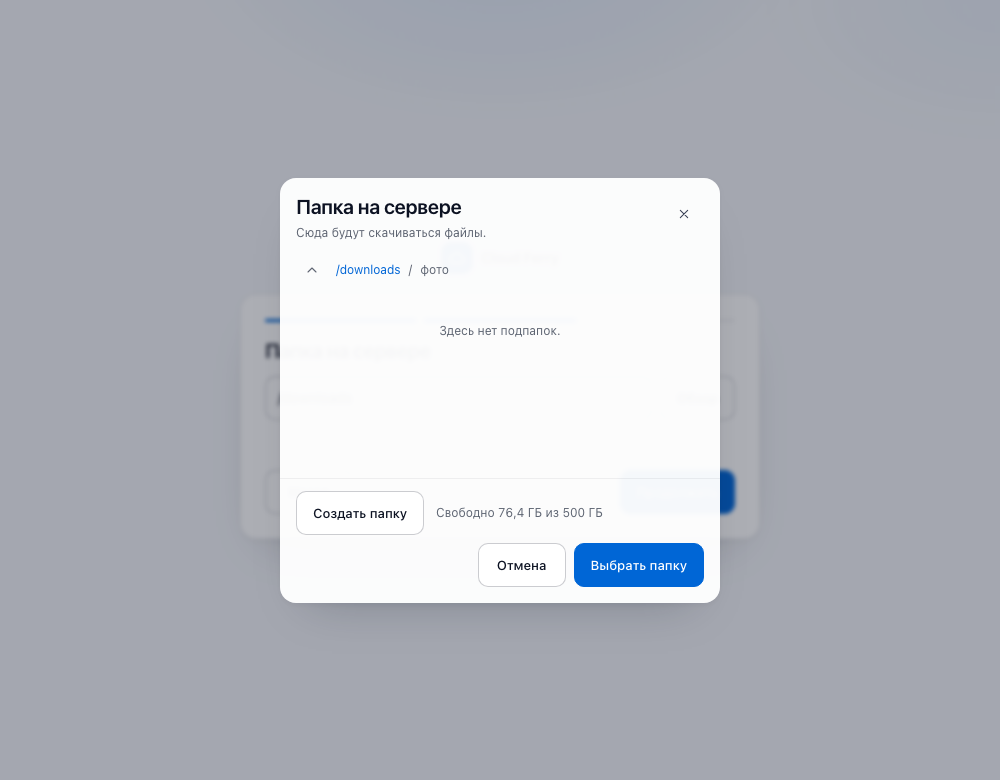 Папка на сервере
Сюда будут скачиваться файлы.
/downloads / фото
Здесь нет подпапок.
Создать папку
Свободно 76,4 ГБ из 500 ГБ
Отмена
Выбрать папку